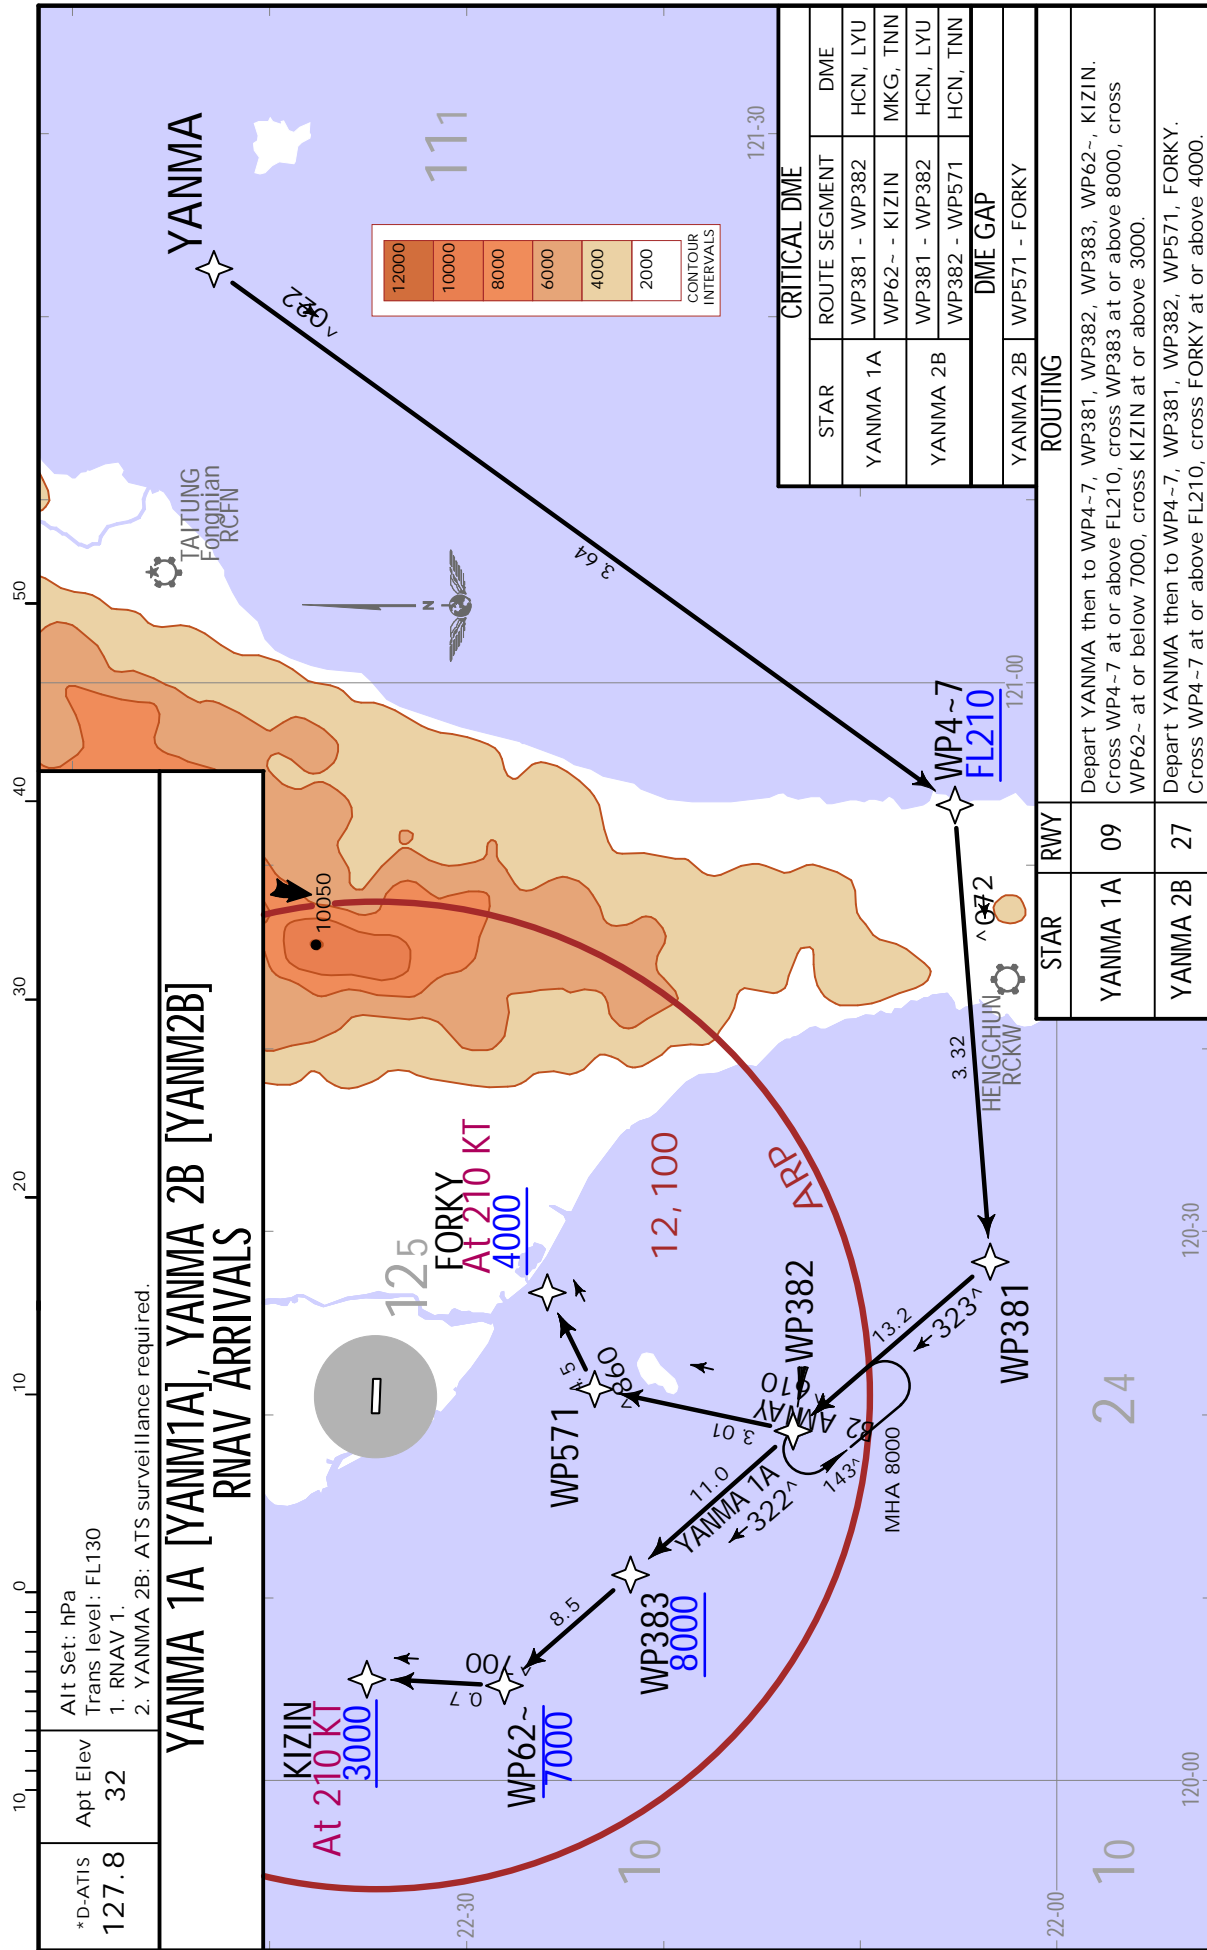 *D-ATIS
127.8
Apt Elev
32
Alt Set: hPa
Trans level: FL130
1. RNAV 1.
2. YANMA 2B: ATS surveillance required.
YANMA 1A [YANM1A], YANMA 2B [YANM2B]
RNAV ARRIVALS
10
0
10
20
30
40
50
KIZIN
At 210 KT
3000
WP62~
7000
WP383
8000
8.5
11.0
YANMA 1A
322^
143^
MHA 8000
WP571
FORKY
At 210 KT
4000
WP382
13.2
323^
WP381
3.32
WP4~7
FL210
3.64
YANMA
12,100
ARP
10050
TAITUNG
Fongnian
RCFN
HENGCHUN
RCKW
N
125
111
24
10
10
22-30
22-00
120-00
120-30
121-00
121-30
12000
10000
8000
6000
4000
2000
CONTOUR
INTERVALS
CRITICAL DME
STAR ROUTE SEGMENT DME
YANMA 1A WP381 - WP382 HCN, LYU
WP62~ - KIZIN MKG, TNN
YANMA 2B WP381 - WP382 HCN, LYU
WP382 - WP571 HCN, TNN
DME GAP
YANMA 2B WP571 - FORKY
STAR RWY ROUTING
YANMA 1A 09 Depart YANMA then to WP4~7, WP381, WP382, WP383, WP62~, KIZIN.
Cross WP4~7 at or above FL210, cross WP383 at or above 8000, cross
WP62~ at or below 7000, cross KIZIN at or above 3000.
YANMA 2B 27 Depart YANMA then to WP4~7, WP381, WP382, WP571, FORKY.
Cross WP4~7 at or above FL210, cross FORKY at or above 4000.